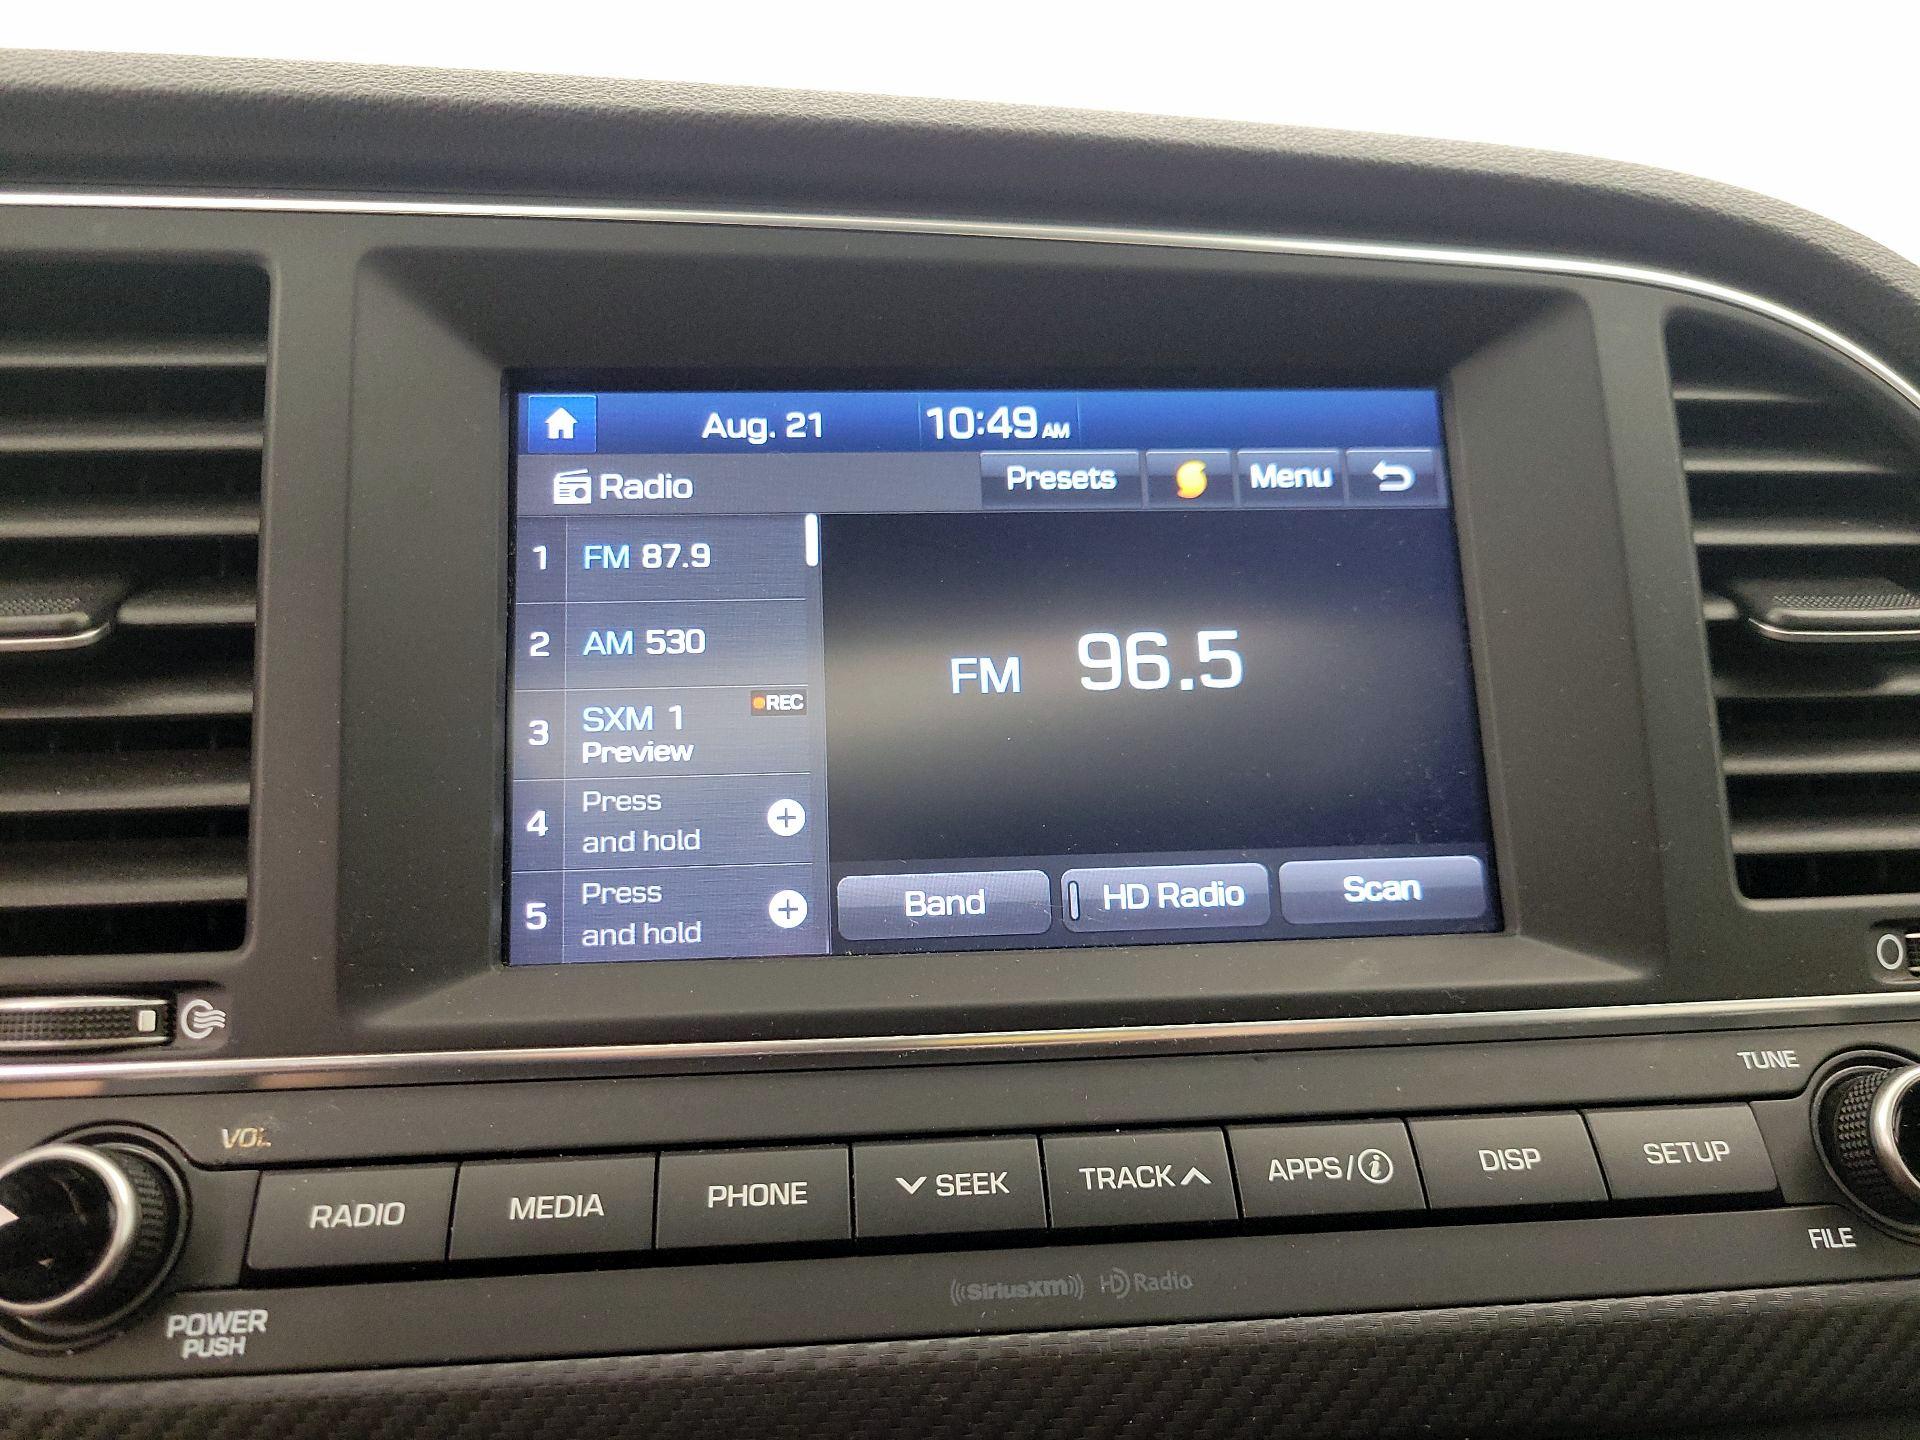 Aug. 21 10:49 AM
Radio Presets Menu
1 FM 87.9
2 AM 530
3 SXM 1 REC
Preview
4 Press
and hold
5 Press
and hold
FM 96.5
Band HD Radio Scan
VOL
TUNE
RADIO MEDIA PHONE SEEK TRACK APPS/i DISP SETUP
POWER
PUSH
FILE
((SiriusXM)) HD Radio